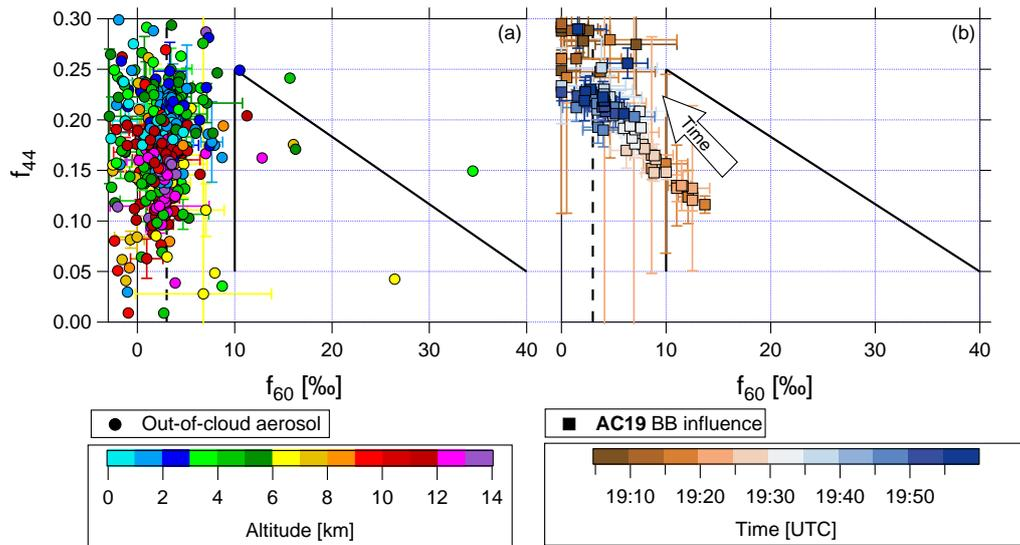 0.30
0.25
0.20
0.15
0.10
0.05
0.00
f44
(a)
0 10 20 30 40
f60 [‰]
(b)
Time
0 10 20 30 40
f60 [‰]
Out-of-cloud aerosol
0 2 4 6 8 10 12 14
Altitude [km]
AC19 BB influence
19:10 19:20 19:30 19:40 19:50
Time [UTC]